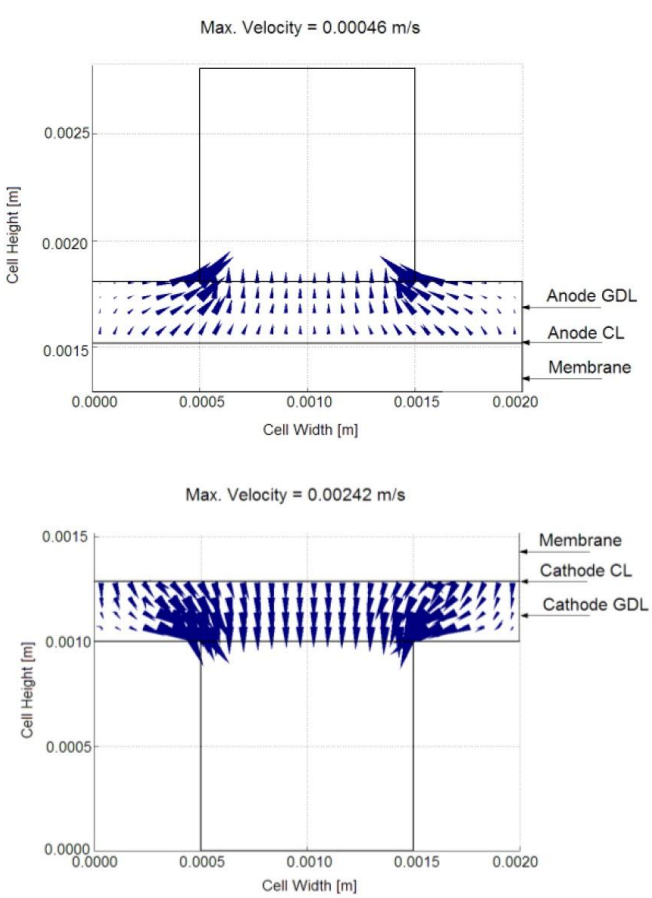 Max. Velocity = 0.00046 m/s
0.0025
0.0020
0.0015
Cell Height [m]
Anode GDL
Anode CL
Membrane
0.0000 0.0005 0.0010 0.0015 0.0020
Cell Width [m]
Max. Velocity = 0.00242 m/s
0.0015
0.0010
0.0005
0.0000
Cell Height [m]
Membrane
Cathode CL
Cathode GDL
0.0000 0.0005 0.0010 0.0015 0.0020
Cell Width [m]